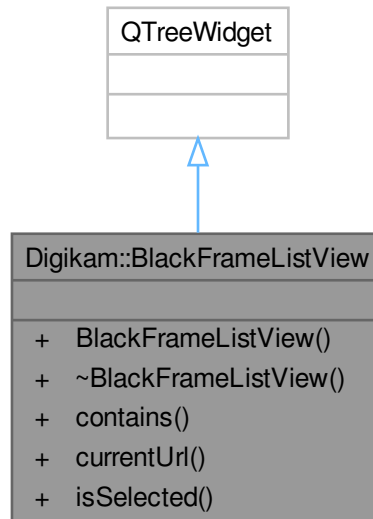 QTreeWidget
Digikam::BlackFrameListView
+ BlackFrameListView()
+ ~BlackFrameListView()
+ contains()
+ currentUrl()
+ isSelected()